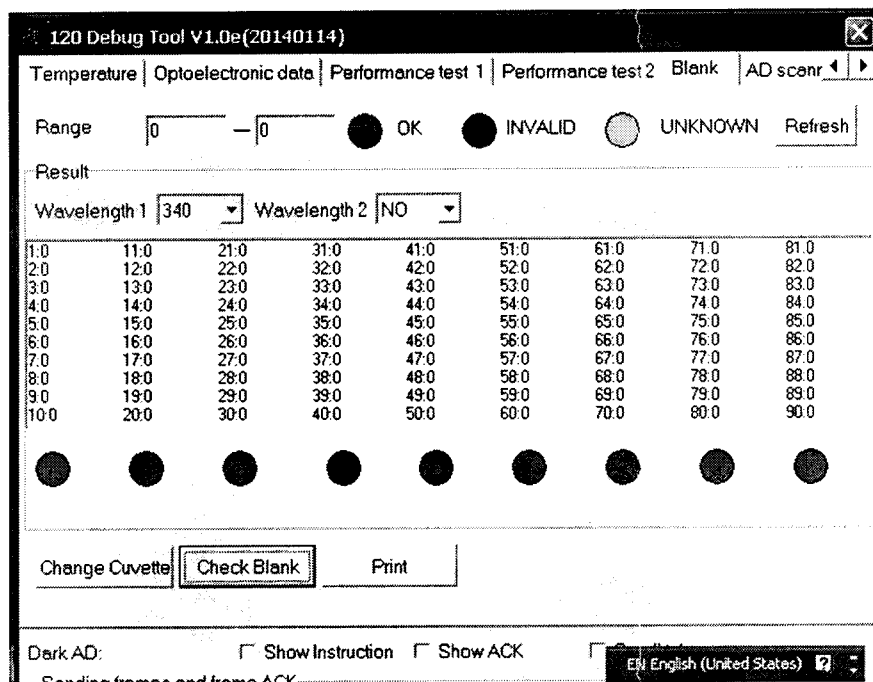 120 Debug Tool V1.0e(20140114)
Temperature Optoelectronic data Performance test 1 Performance test 2 Blank AD scanr
Range 0 — 0 OK INVALID UNKNOWN Refresh
Result
Wavelength 1 340 Wavelength 2 NO
1:0 11:0 21:0 31:0 41:0 51:0 61:0 71:0 81:0
2:0 12:0 22:0 32:0 42:0 52:0 62:0 72:0 82:0
3:0 13:0 23:0 33:0 43:0 53:0 63:0 73:0 83:0
4:0 14:0 24:0 34:0 44:0 54:0 64:0 74:0 84:0
5:0 15:0 25:0 35:0 45:0 55:0 65:0 75:0 85:0
6:0 16:0 26:0 36:0 46:0 56:0 66:0 76:0 86:0
7:0 17:0 27:0 37:0 47:0 57:0 67:0 77:0 87:0
8:0 18:0 28:0 38:0 48:0 58:0 68:0 78:0 88:0
9:0 19:0 29:0 39:0 49:0 59:0 69:0 79:0 89:0
10:0 20:0 30:0 40:0 50:0 60:0 70:0 80:0 90:0
Change Cuvette Check Blank Print
Dark AD: Show Instruction Show ACK
EN English (United States) ?
Sending frames and frame ACK